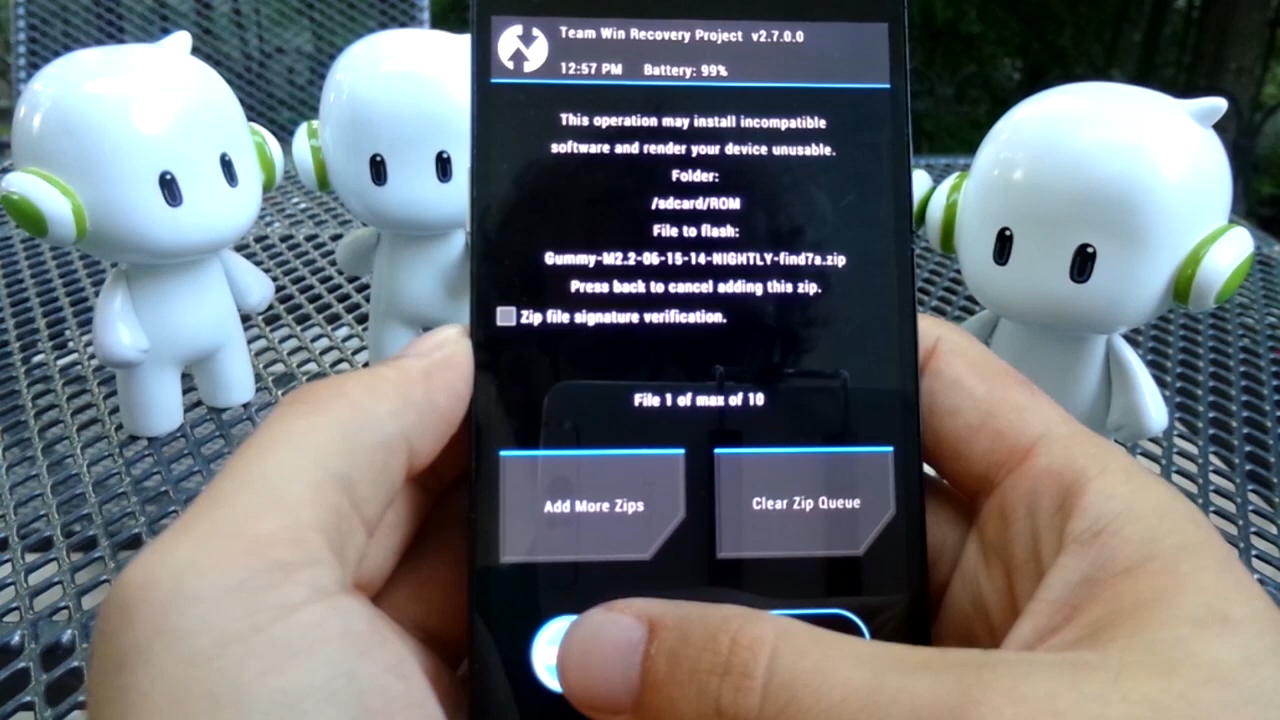 Team Win Recovery Project v2.7.0.0
12:57 PM Battery: 99%
This operation may install incompatible
software and render your device unusable.
Folder:
/sdcard/ROM
File to flash:
Gummy-M2.2-06-15-14-NIGHTLY-find7a.zip
Press back to cancel adding this zip.
Zip file signature verification.
File 1 of max of 10
Add More Zips
Clear Zip Queue